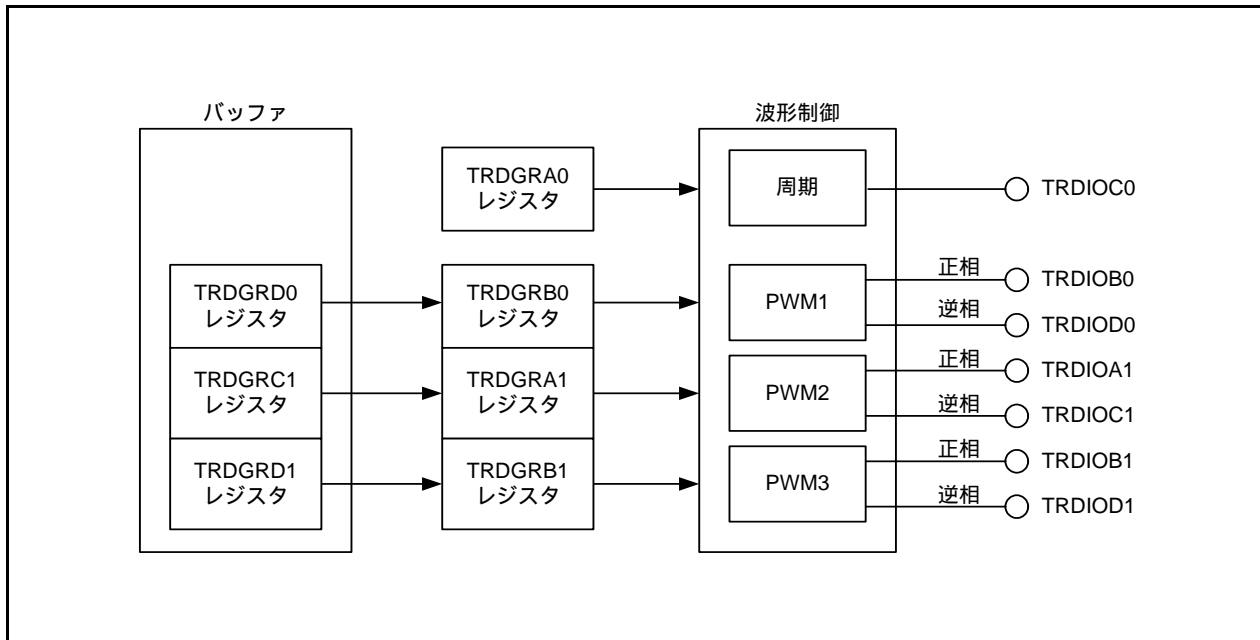 バッファ
波形制御
TRDGRA0
レジスタ
周期
TRDIOC0
TRDGRD0
レジスタ
TRDGRB0
レジスタ
PWM1
正相
TRDIOB0
逆相
TRDIOD0
TRDGRC1
レジスタ
TRDGRA1
レジスタ
PWM2
正相
TRDIOA1
逆相
TRDIOC1
TRDGRD1
レジスタ
TRDGRB1
レジスタ
PWM3
正相
TRDIOB1
逆相
TRDIOD1